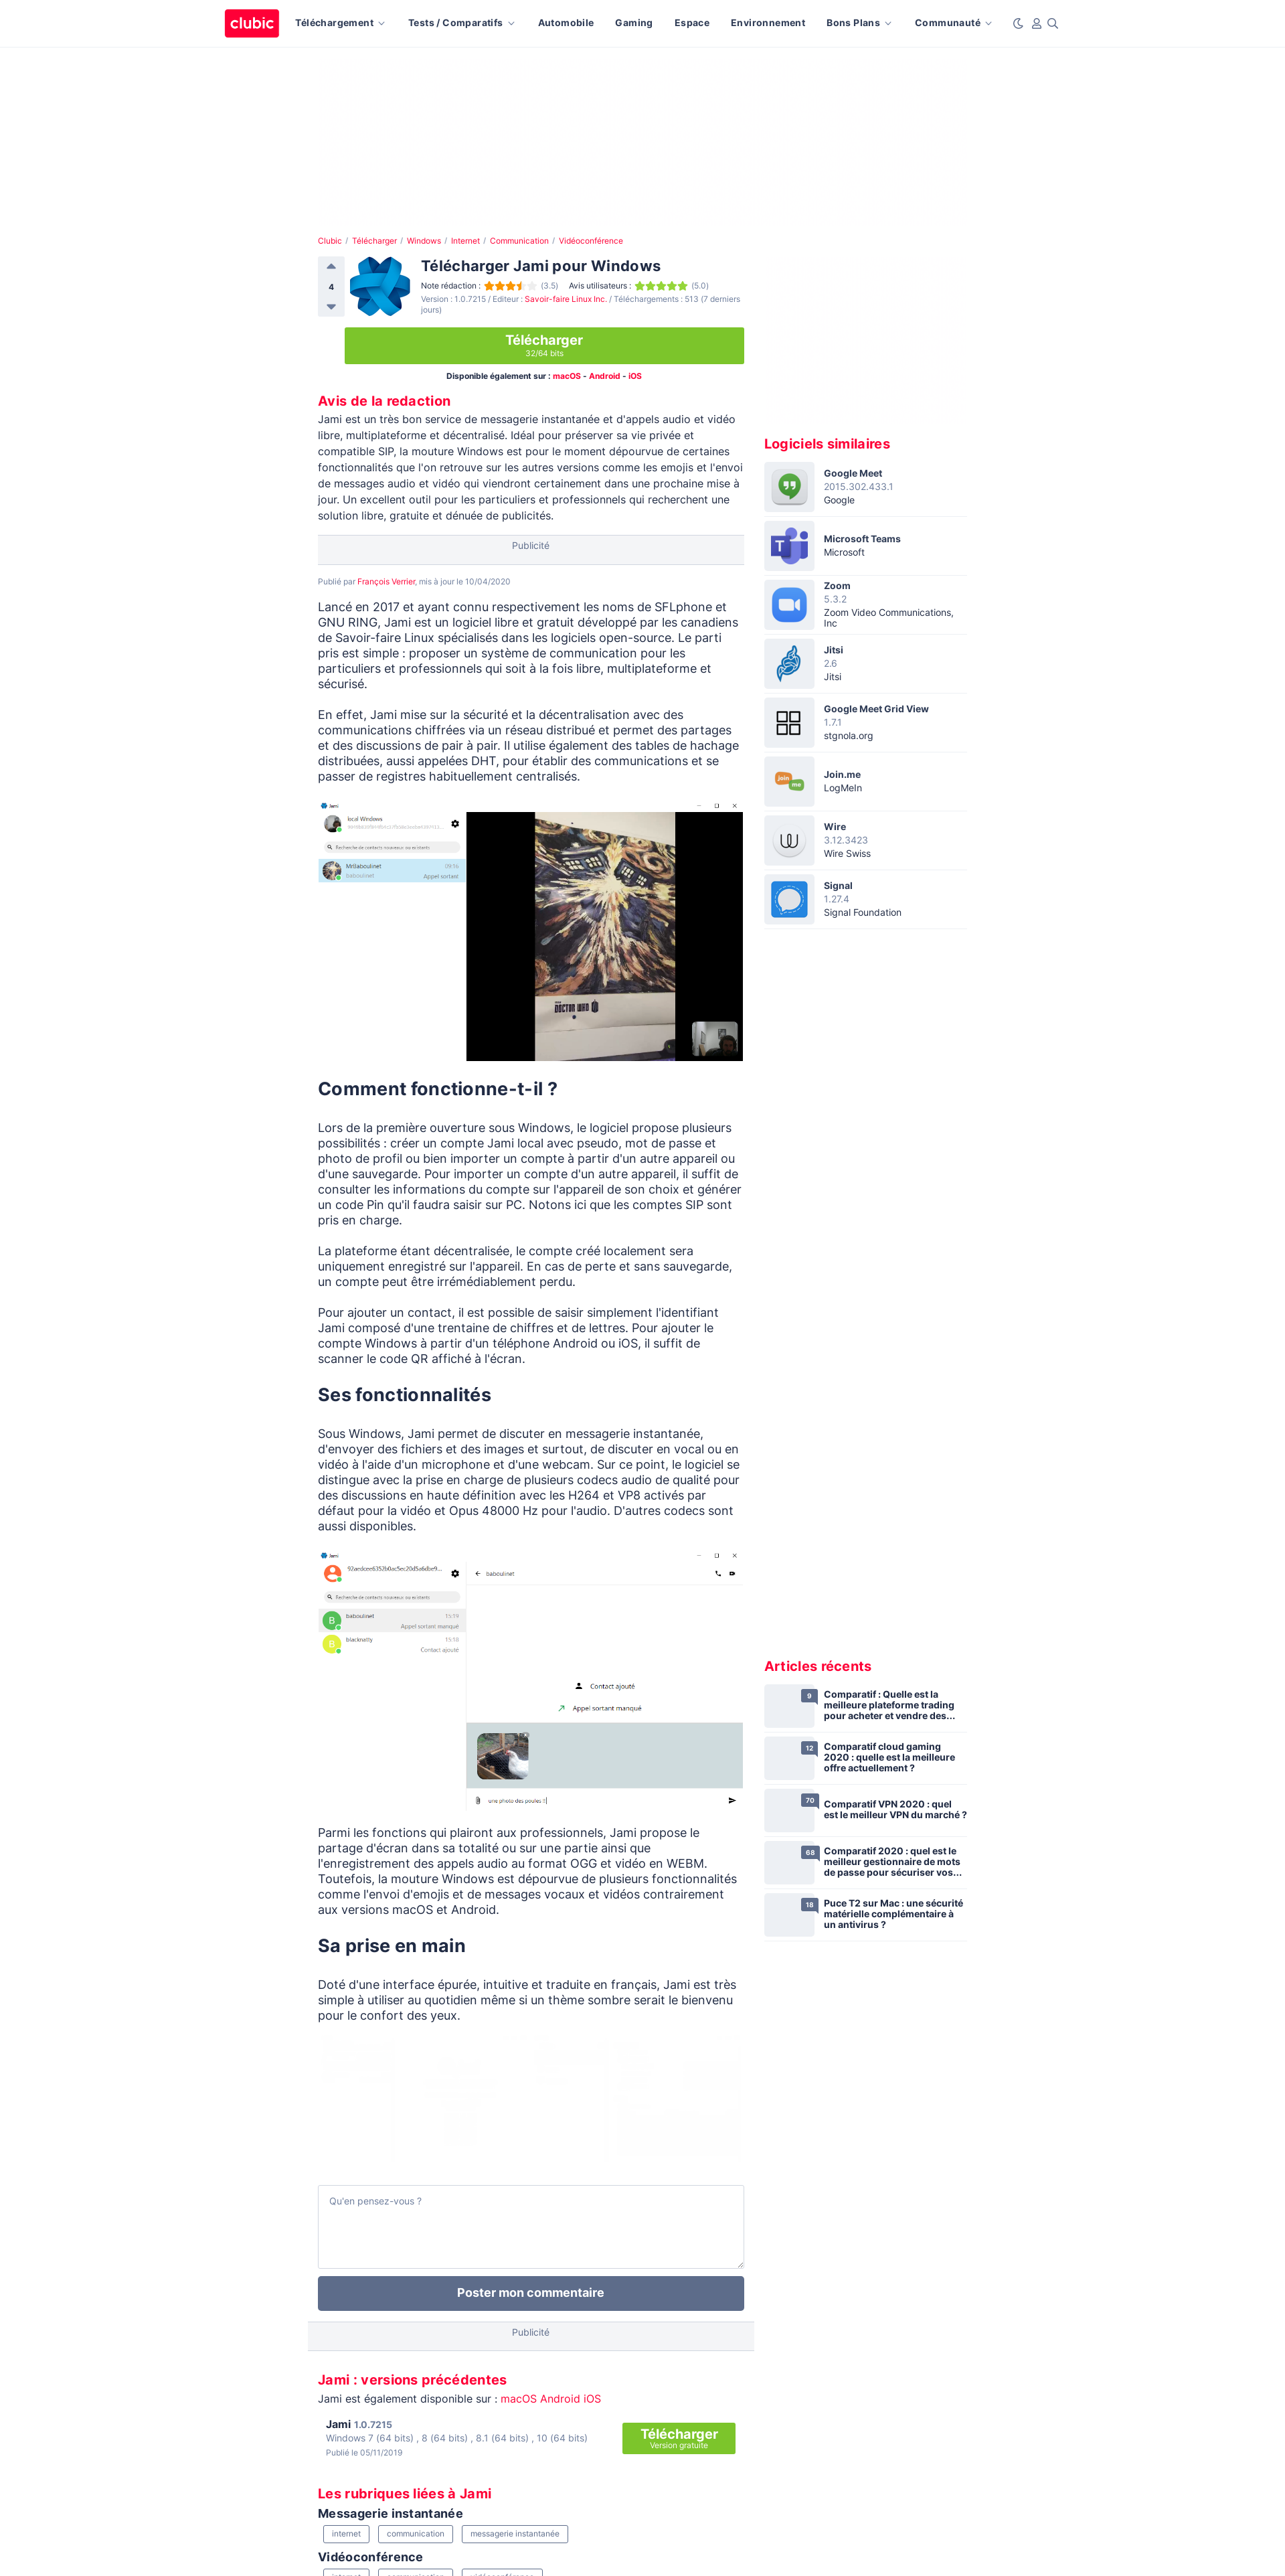 clubic
Téléchargement
Tests / Comparatifs
Automobile
Gaming
Espace
Environnement
Bons Plans
Communauté
Clubic / Télécharger / Windows / Internet / Communication / Vidéoconférence
4
Télécharger Jami pour Windows
Note rédaction : (3.5) Avis utilisateurs : (5.0)
Version : 1.0.7215 / Editeur : Savoir-faire Linux Inc. / Téléchargements : 513 (7 derniers
jours)
Télécharger
32/64 bits
Disponible également sur : macOS - Android - iOS
Avis de la redaction
Jami est un très bon service de messagerie instantanée et d'appels audio et vidéo
libre, multiplateforme et décentralisé. Idéal pour préserver sa vie privée et
compatible SIP, la mouture Windows est pour le moment dépourvue de certaines
fonctionnalités que l'on retrouve sur les autres versions comme les emojis et l'envoi
de messages audio et vidéo qui viendront certainement dans une prochaine mise à
jour. Un excellent outil pour les particuliers et professionnels qui recherchent une
solution libre, gratuite et dénuée de publicités.
Publicité
Publié par François Verrier, mis à jour le 10/04/2020
Lancé en 2017 et ayant connu respectivement les noms de SFLphone et
GNU RING, Jami est un logiciel libre et gratuit développé par les canadiens
de Savoir-faire Linux spécialisés dans les logiciels open-source. Le parti
pris est simple : proposer un système de communication pour les
particuliers et professionnels qui soit à la fois libre, multiplateforme et
sécurisé.
En effet, Jami mise sur la sécurité et la décentralisation avec des
communications chiffrées via un réseau distribué et permet des partages
et des discussions de pair à pair. Il utilise également des tables de hachage
distribuées, aussi appelées DHT, pour établir des communications et se
passer de registres habituellement centralisés.
Jami
local Windows
Recherche de contacts nouveaux ou existants
Mrllaboulinet 09:16
baboulinet Appel sortant
DOCTOR WHO
Comment fonctionne-t-il ?
Lors de la première ouverture sous Windows, le logiciel propose plusieurs
possibilités : créer un compte Jami local avec pseudo, mot de passe et
photo de profil ou bien importer un compte à partir d'un autre appareil ou
d'une sauvegarde. Pour importer un compte d'un autre appareil, il suffit de
consulter les informations du compte sur l'appareil de son choix et générer
un code Pin qu'il faudra saisir sur PC. Notons ici que les comptes SIP sont
pris en charge.
La plateforme étant décentralisée, le compte créé localement sera
uniquement enregistré sur l'appareil. En cas de perte et sans sauvegarde,
un compte peut être irrémédiablement perdu.
Pour ajouter un contact, il est possible de saisir simplement l'identifiant
Jami composé d'une trentaine de chiffres et de lettres. Pour ajouter le
compte Windows à partir d'un téléphone Android ou iOS, il suffit de
scanner le code QR affiché à l'écran.
Ses fonctionnalités
Sous Windows, Jami permet de discuter en messagerie instantanée,
d'envoyer des fichiers et des images et surtout, de discuter en vocal ou en
vidéo à l'aide d'un microphone et d'une webcam. Sur ce point, le logiciel se
distingue avec la prise en charge de plusieurs codecs audio de qualité pour
des discussions en haute définition avec les H264 et VP8 activés par
défaut pour la vidéo et Opus 48000 Hz pour l'audio. D'autres codecs sont
aussi disponibles.
Jami
92aedcee6352b0ac5ec20d5a6dbe9...
baboulinet
Recherche de contacts nouveaux ou existants
B baboulinet 15:19
Appel sortant manqué
B blacknally 15:18
Contact ajouté
Contact ajouté
Appel sortant manqué
une photo des poules !
Parmi les fonctions qui plairont aux professionnels, Jami propose le
partage d'écran dans sa totalité ou sur une partie ainsi que
l'enregistrement des appels audio au format OGG et vidéo en WEBM.
Toutefois, la mouture Windows est dépourvue de plusieurs fonctionnalités
comme l'envoi d'emojis et de messages vocaux et vidéos contrairement
aux versions macOS et Android.
Sa prise en main
Doté d'une interface épurée, intuitive et traduite en français, Jami est très
simple à utiliser au quotidien même si un thème sombre serait le bienvenu
pour le confort des yeux.
Qu'en pensez-vous ?
Poster mon commentaire
Publicité
Jami : versions précédentes
Jami est également disponible sur : macOS Android iOS
Jami 1.0.7215
Windows 7 (64 bits) , 8 (64 bits) , 8.1 (64 bits) , 10 (64 bits)
Publié le 05/11/2019
Télécharger
Version gratuite
Les rubriques liées à Jami
Messagerie instantanée
internet
communication
messagerie instantanée
Vidéoconférence
Logiciels similaires
Google Meet
2015.302.433.1
Google
Microsoft Teams
Microsoft
Zoom
5.3.2
Zoom Video Communications,
Inc
Jitsi
2.6
Jitsi
Google Meet Grid View
1.7.1
stgnola.org
join
me
Join.me
LogMeIn
Wire
3.12.3423
Wire Swiss
Signal
1.27.4
Signal Foundation
Articles récents
9
Comparatif : Quelle est la
meilleure plateforme trading
pour acheter et vendre des...
12
Comparatif cloud gaming
2020 : quelle est la meilleure
offre actuellement ?
70
Comparatif VPN 2020 : quel
est le meilleur VPN du marché ?
68
Comparatif 2020 : quel est le
meilleur gestionnaire de mots
de passe pour sécuriser vos...
18
Puce T2 sur Mac : une sécurité
matérielle complémentaire à
un antivirus ?